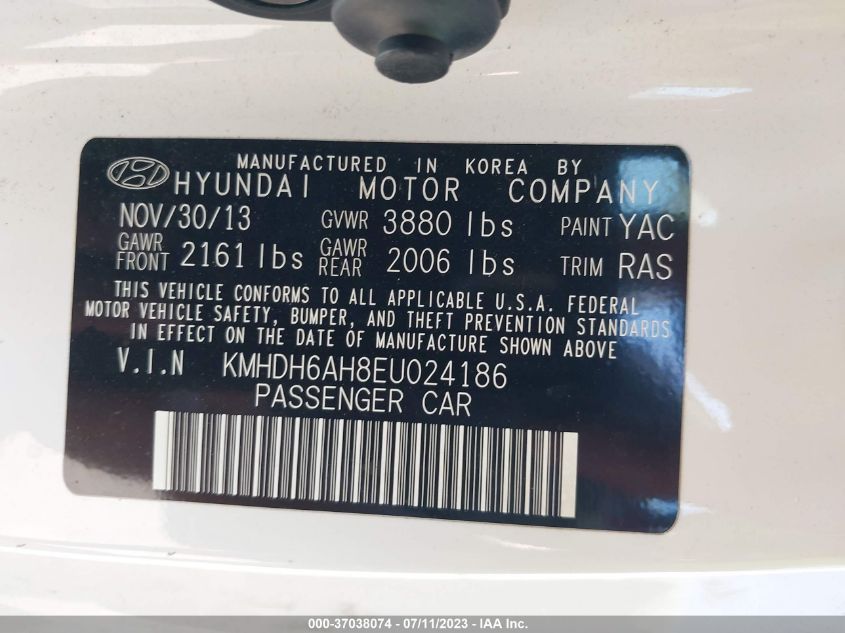 MANUFACTURED IN KOREA BY
HYUNDAI MOTOR COMPANY
NOV/30/13 GVWR 3880 lbs PAINT YAC
GAWR FRONT 2161 lbs GAWR REAR 2006 lbs TRIM RAS
THIS VEHICLE CONFORMS TO ALL APPLICABLE U.S.A. FEDERAL
MOTOR VEHICLE SAFETY, BUMPER, AND THEFT PREVENTION STANDARDS
IN EFFECT ON THE DATE OF MANUFACTURE SHOWN ABOVE
V.I.N KMHDH6AH8EU024186
PASSENGER CAR
000-37038074 - 07/11/2023 - IAA Inc.